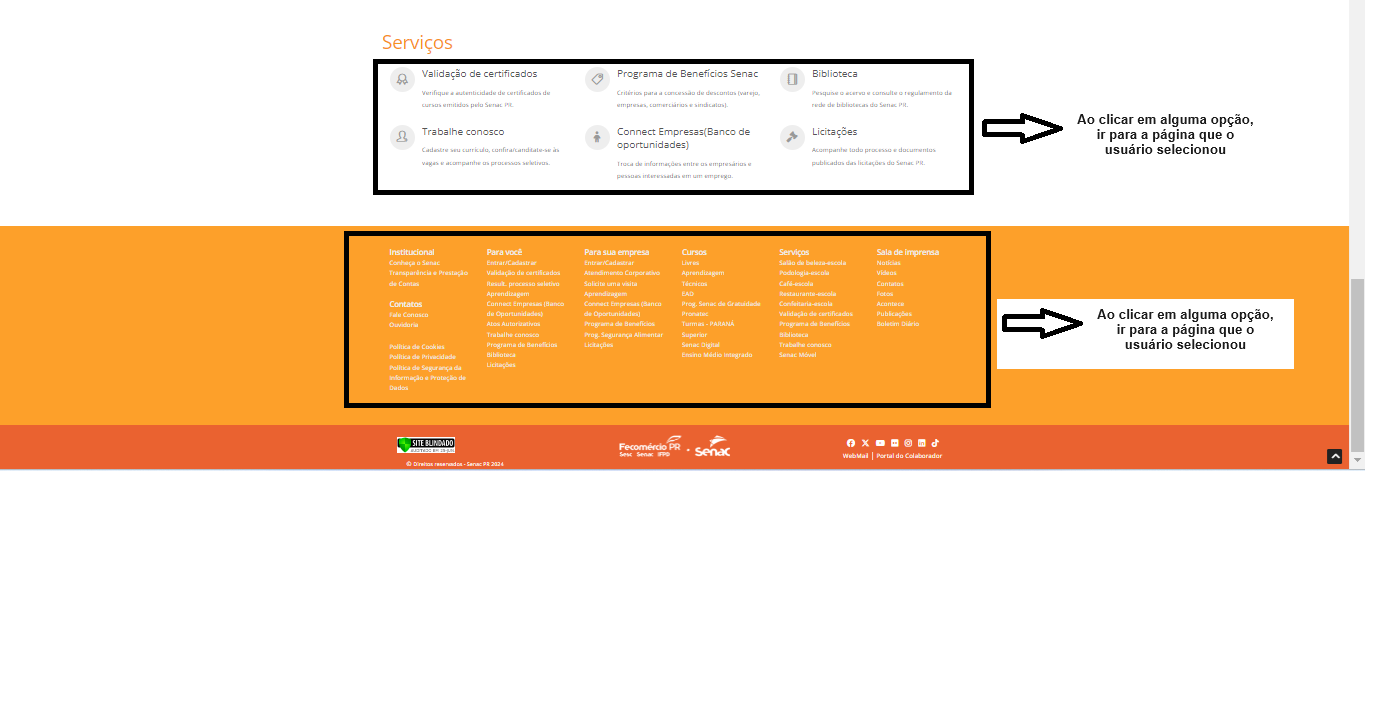 Serviços
Validação de certificados
Verifique a autenticidade de certificados de
cursos emitidos pelo Senac PR.
Programa de Benefícios Senac
Critérios para a concessão de descontos (varejo,
empresas, comerciários e sindicatos).
Biblioteca
Pesquise o acervo e consulte o regulamento da
rede de bibliotecas do Senac PR.
Trabalhe conosco
Cadastre seu currículo, confira/canditate-se às
vagas e acompanhe os processos seletivos.
Connect Empresas(Banco de
oportunidades)
Troca de informações entre os empresários e
pessoas interessadas em um emprego.
Licitações
Acompanhe todo processo e documentos
publicados das licitações do Senac PR.
Ao clicar em alguma opção,
ir para a página que o
usuário selecionou
Institucional
Conheça o Senac
Transparência e Prestação
de Contas
Contatos
Fale Conosco
Ouvidoria
Política de Cookies
Política de Privacidade
Política de Segurança da
Informação e Proteção de
Dados
Para você
Entrar/Cadastrar
Validação de certificados
Result. processo seletivo
Aprendizagem
Connect Empresas (Banco
de Oportunidades)
Atos Autorizativos
Trabalhe conosco
Programa de Benefícios
Biblioteca
Licitações
Para sua empresa
Entrar/Cadastrar
Atendimento Corporativo
Solicite uma visita
Aprendizagem
Connect Empresas (Banco
de Oportunidades)
Programa de Benefícios
Prog. Segurança Alimentar
Licitações
Cursos
Livres
Aprendizagem
Técnicos
EAD
Prog. Senac de Gratuidade
Pronatec
Turmas - PARANÁ
Superior
Senac Digital
Ensino Médio Integrado
Serviços
Salão de beleza-escola
Podologia-escola
Café-escola
Restaurante-escola
Confeitaria-escola
Validação de certificados
Programa de Benefícios
Biblioteca
Trabalhe conosco
Senac Móvel
Sala de imprensa
Notícias
Vídeos
Contatos
Fotos
Acontece
Publicações
Boletim Diário
Ao clicar em alguma opção,
ir para a página que o
usuário selecionou
SITE BLINDADO
AUDITADO EM 25-JUN
© Direitos reservados - Senac PR 2024
Fecomércio PR
Sesc Senac IFPD
Senac
WebMail | Portal do Colaborador